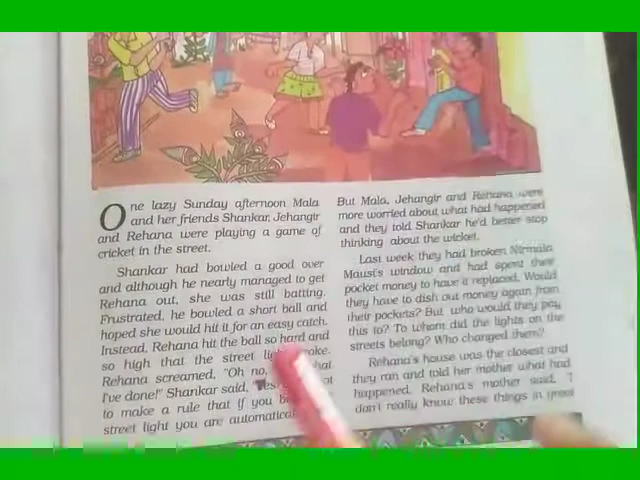 One lazy Sunday afternoon Mala
and her friends Shankar, Jehangir
and Rehana were playing a game of
cricket in the street.
Shankar had bowled a good over
and although he nearly managed to get
Rehana out, she was still batting.
Frustrated, he bowled a short ball and
hoped she would hit it for an easy catch.
Instead, Rehana hit the ball so hard and
so high that the street
Rehana screamed, "Oh no,
I've done!" Shankar said,
to make a rule that if you
street light you are
But Mala, Jehangir and Rehana were
more worried about what had happened
and they told Shankar he'd better stop
thinking about the wicket.
Last week they had broken Nirmala
Mausi's window and had spent their
pocket money to have it replaced. Would
they have to dish out money again from
their pockets? But who would they pay
this to? To whom did the lights on the
streets belong? Who changed them?
Rehana's house was the closest and
they ran and told her mother what had
happened. Rehana's mother said, "I
don't really know these things in great